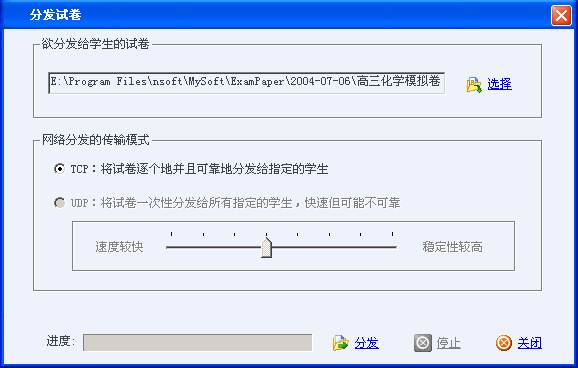 分发试卷
欲分发给学生的试卷
E:\Program Files\nsoft\MySoft\ExamPaper\2004-07-06\高三化学模拟卷
选择
网络分发的传输模式
TCP：将试卷逐个地并且可靠地分发给指定的学生
UDP：将试卷一次性分发给所有指定的学生，快速但可能不可靠
速度较快 稳定性较高
进度: 分发 停止 关闭